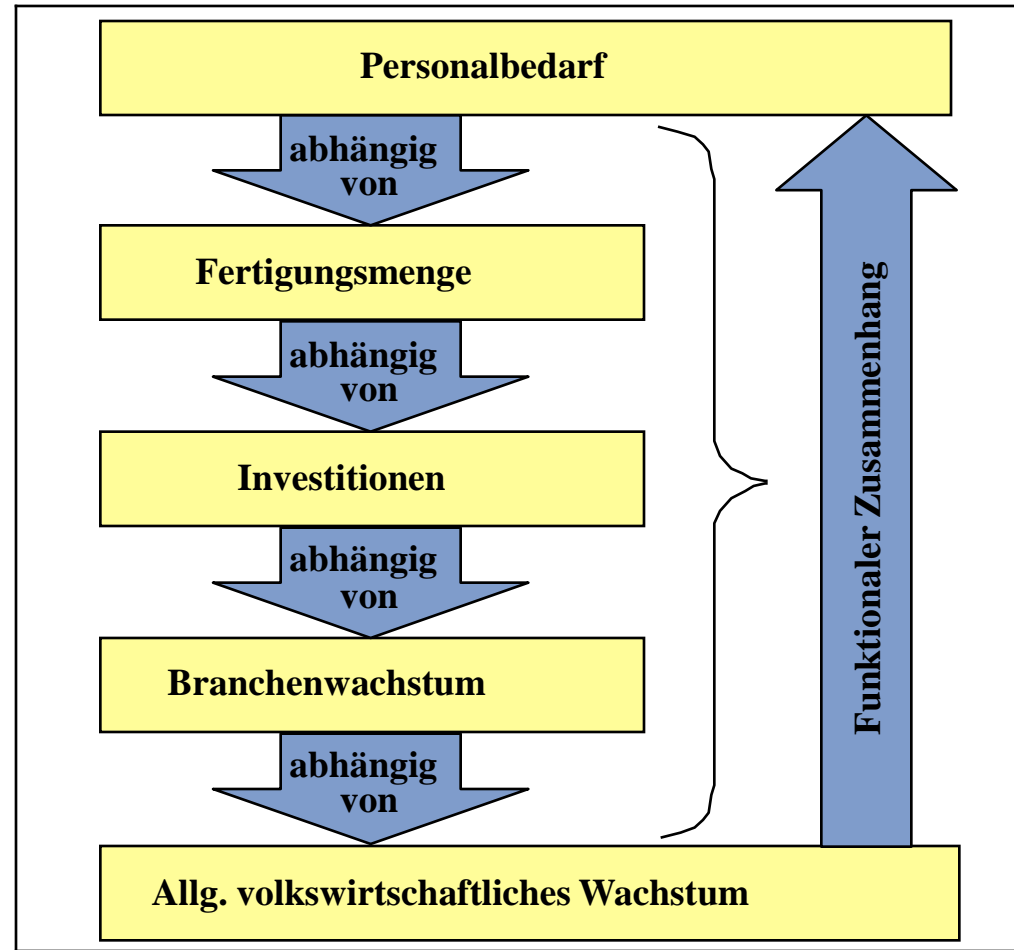 Personalbedarf
abhängig
von
Fertigungsmenge
abhängig
von
Investitionen
abhängig
von
Branchenwachstum
abhängig
von
Allg. volkswirtschaftliches Wachstum
Funktionaler Zusammenhang